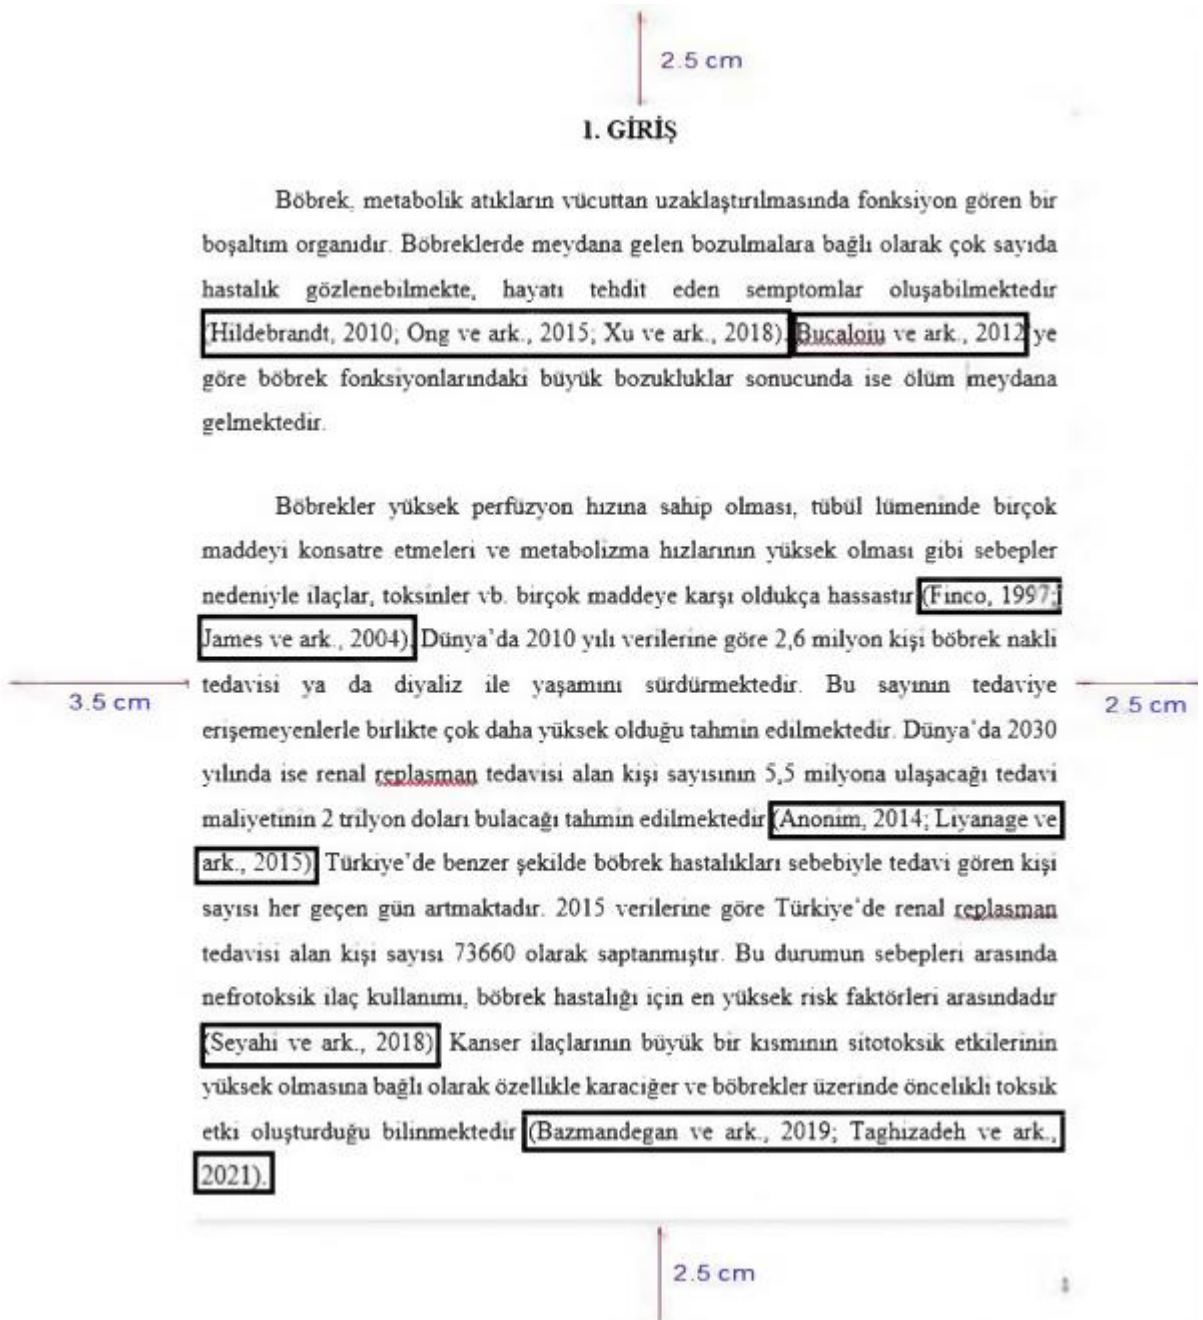 2.5 cm
1. GİRİŞ
Böbrek, metabolik atıkların vücuttan uzaklaştırılmasında fonksiyon gören bir
boşaltım organıdır. Böbreklerde meydana gelen bozulmalara bağlı olarak çok sayıda
hastalık gözlenebilmekte, hayatı tehdit eden semptomlar oluşabilmektedir
(Hildebrandt, 2010; Ong ve ark., 2015; Xu ve ark., 2018). Bucaloiu ve ark., 2012'ye
göre böbrek fonksiyonlarındaki büyük bozukluklar sonucunda ise ölüm meydana
gelmektedir.
Böbrekler yüksek perfüzyon hızına sahip olması, tübül lümeninde birçok
maddeyi konsatre etmeleri ve metabolizma hızlarının yüksek olması gibi sebepler
nedeniyle ilaçlar, toksinler vb. birçok maddeye karşı oldukça hassastır (Finco, 1997;
James ve ark., 2004). Dünya'da 2010 yılı verilerine göre 2,6 milyon kişi böbrek nakli
3.5 cm
tedavisi ya da diyaliz ile yaşamını sürdürmektedir. Bu sayının tedaviye
2.5 cm
erişemeyenlerle birlikte çok daha yüksek olduğu tahmin edilmektedir. Dünya'da 2030
yılında ise renal replasman tedavisi alan kişi sayısının 5,5 milyona ulaşacağı tedavi
maliyetinin 2 trilyon doları bulacağı tahmin edilmektedir (Anonim, 2014; Liyanage ve
ark., 2015). Türkiye'de benzer şekilde böbrek hastalıkları sebebiyle tedavi gören kişi
sayısı her geçen gün artmaktadır. 2015 verilerine göre Türkiye'de renal replasman
tedavisi alan kişi sayısı 73660 olarak saptanmıştır. Bu durumun sebepleri arasında
nefrotoksik ilaç kullanımı, böbrek hastalığı için en yüksek risk faktörleri arasındadır
(Seyahi ve ark., 2018). Kanser ilaçlarının büyük bir kısmının sitotoksik etkilerinin
yüksek olmasına bağlı olarak özellikle karaciğer ve böbrekler üzerinde öncelikli toksik
etki oluşturduğu bilinmektedir (Bazmandegan ve ark., 2019; Taghizadeh ve ark.,
2021).
2.5 cm